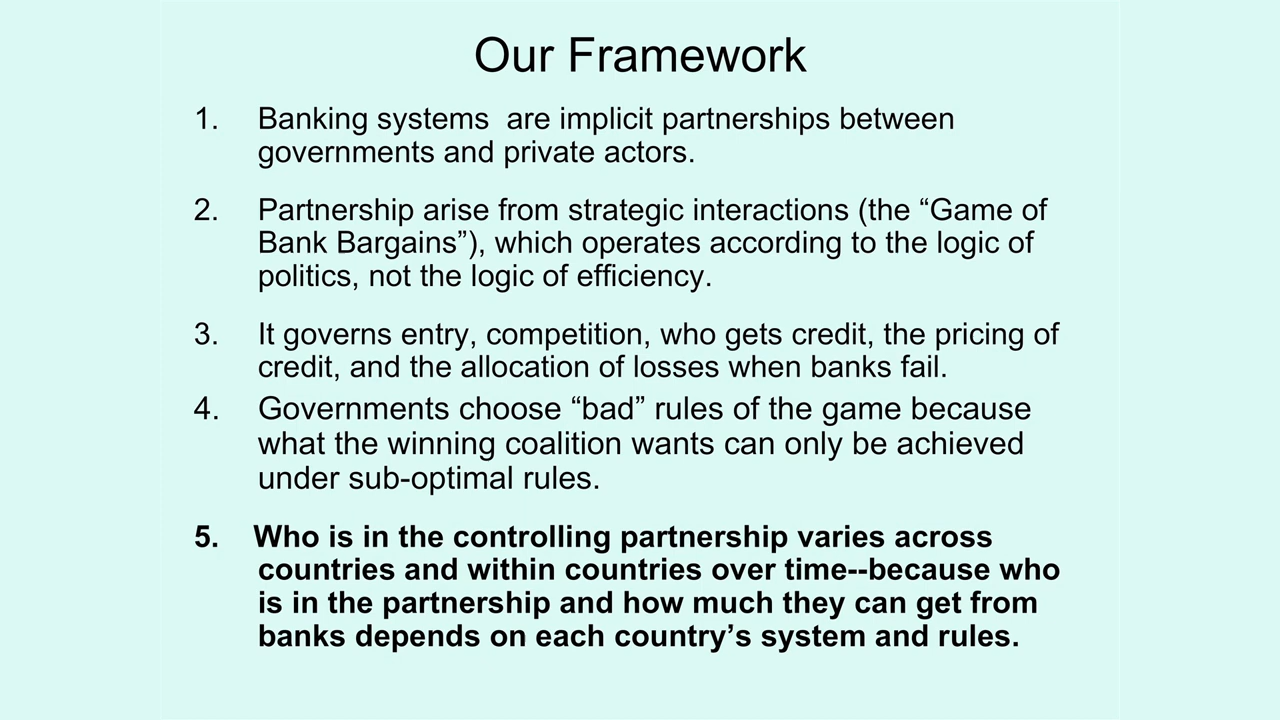 Our Framework
1. Banking systems  are implicit partnerships between
governments and private actors.
2. Partnership arise from strategic interactions (the “Game of
Bank Bargains”), which operates according to the logic of
politics, not the logic of efficiency.
3. It governs entry, competition, who gets credit, the pricing of
credit, and the allocation of losses when banks fail.
4. Governments choose “bad” rules of the game because
what the winning coalition wants can only be achieved
under sub-optimal rules.
5. Who is in the controlling partnership varies across
countries and within countries over time--because who
is in the partnership and how much they can get from
banks depends on each country’s system and rules.